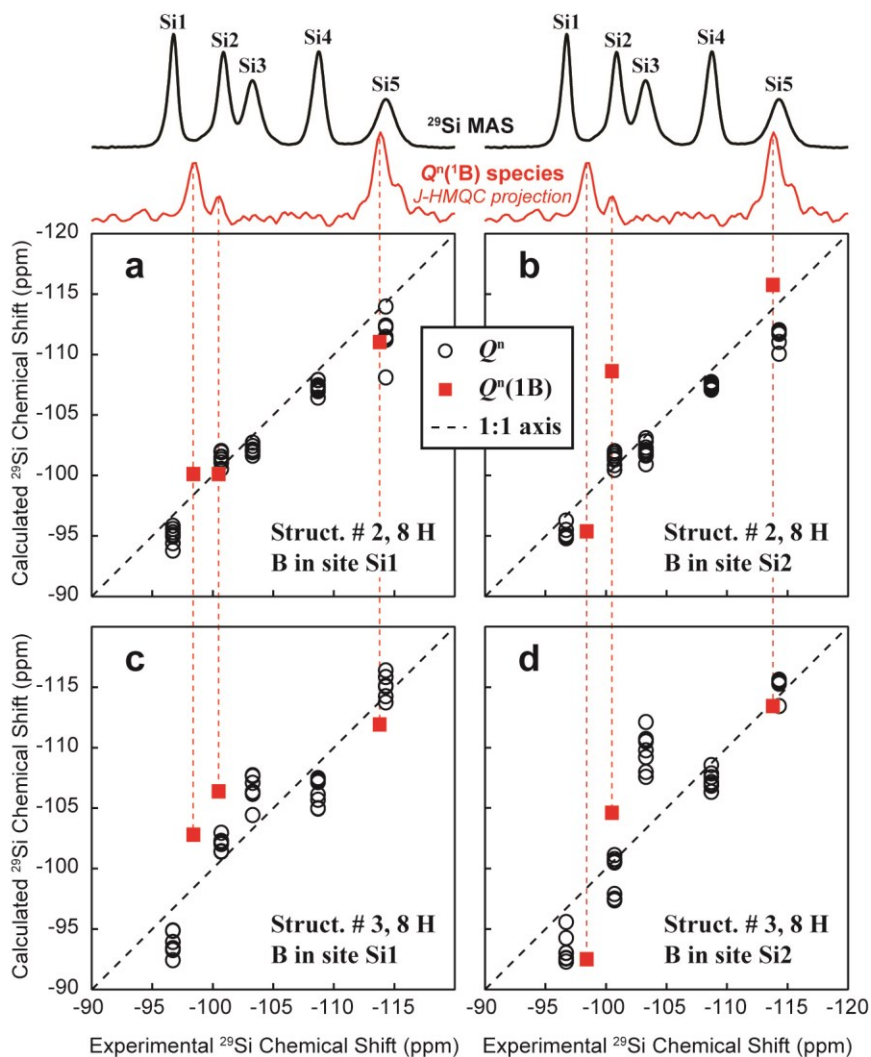 Si1 Si2 Si3 Si4 Si5
Si1 Si2 Si3 Si4 Si5
²⁹Si MAS
Qⁿ(¹B) species
J-HMQC projection
Calculated ²⁹Si Chemical Shift (ppm)
-120
-115
-110
-105
-100
-95
-90
a
b
Qⁿ
Qⁿ(1B)
1:1 axis
Struct. # 2, 8 H
B in site Si1
Struct. # 2, 8 H
B in site Si2
Calculated ²⁹Si Chemical Shift (ppm)
-115
-110
-105
-100
-95
-90
c
d
Struct. # 3, 8 H
B in site Si1
Struct. # 3, 8 H
B in site Si2
-90 -95 -100 -105 -110 -115
-90 -95 -100 -105 -110 -115 -120
Experimental ²⁹Si Chemical Shift (ppm)
Experimental ²⁹Si Chemical Shift (ppm)